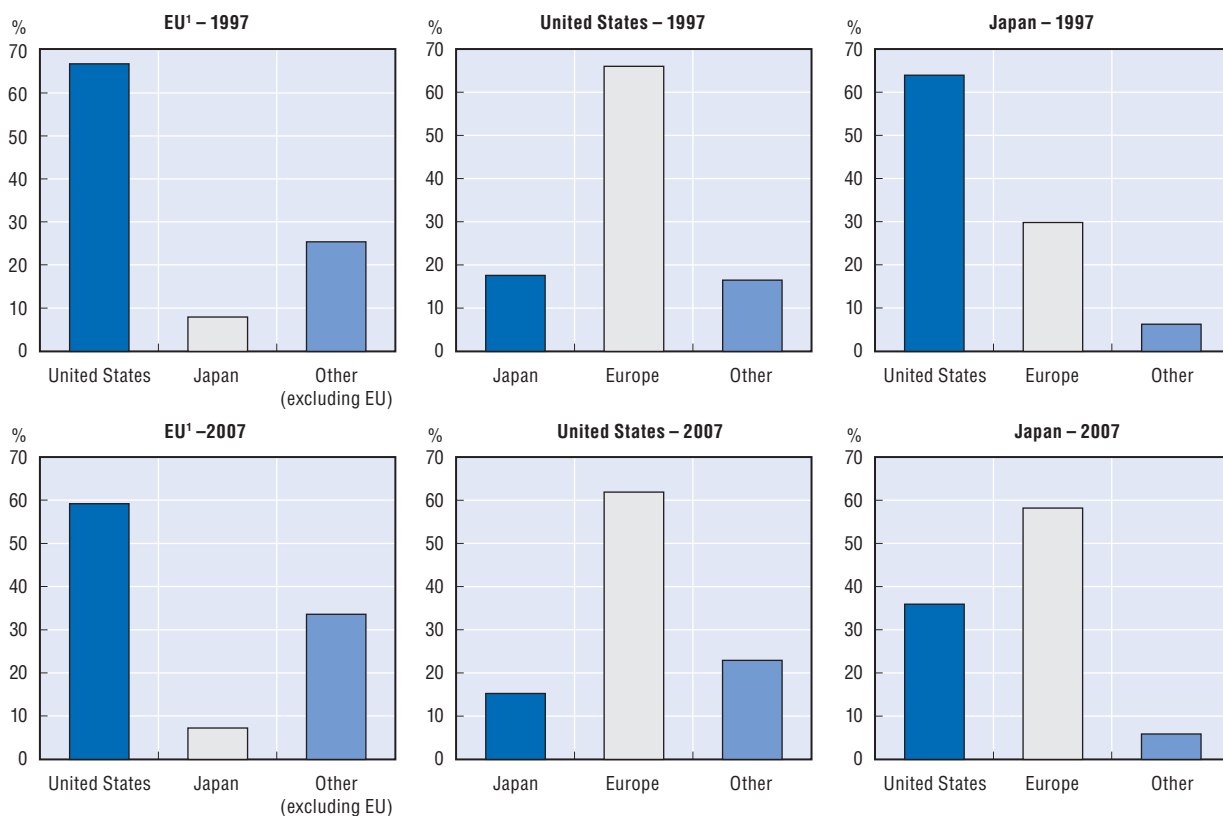 EU¹ – 1997
%
70
60
50
40
30
20
10
0
United States
Japan
Other
(excluding EU)
United States – 1997
%
70
60
50
40
30
20
10
0
Japan
Europe
Other
Japan – 1997
%
70
60
50
40
30
20
10
0
United States
Europe
Other
EU¹ –2007
%
70
60
50
40
30
20
10
0
United States
Japan
Other
(excluding EU)
United States – 2007
%
70
60
50
40
30
20
10
0
Japan
Europe
Other
Japan – 2007
%
70
60
50
40
30
20
10
0
United States
Europe
Other